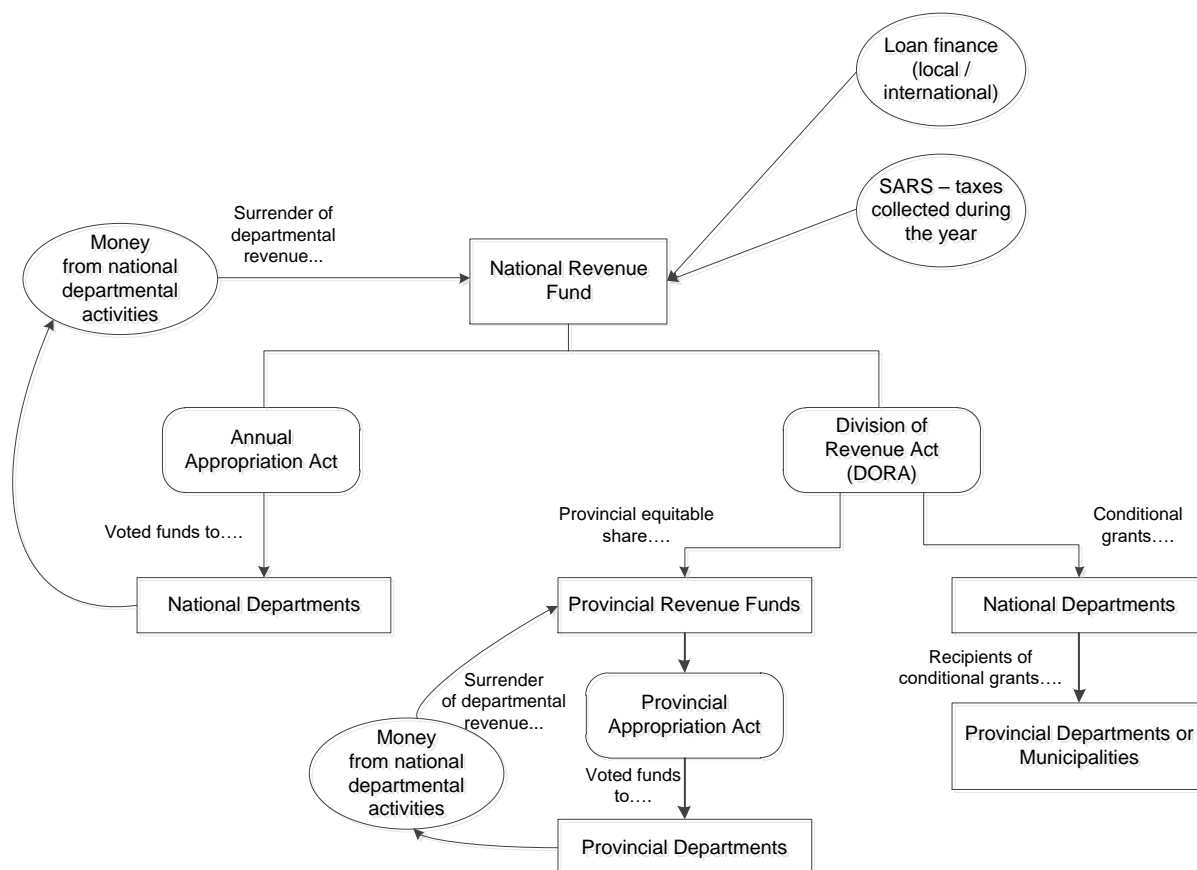 Loan finance
(local /
international)
SARS – taxes
collected during
the year
Surrender of
departmental
revenue...
Money
from national
departmental
activities
National Revenue
Fund
Annual
Appropriation Act
Division of
Revenue Act
(DORA)
Voted funds to….
Provincial equitable
share….
Conditional
grants….
National Departments
Provincial Revenue Funds
National Departments
Surrender
of departmental
revenue...
Recipients of
conditional grants….
Provincial
Appropriation Act
Provincial Departments or
Municipalities
Money
from national
departmental
activities
Voted funds
to….
Provincial Departments